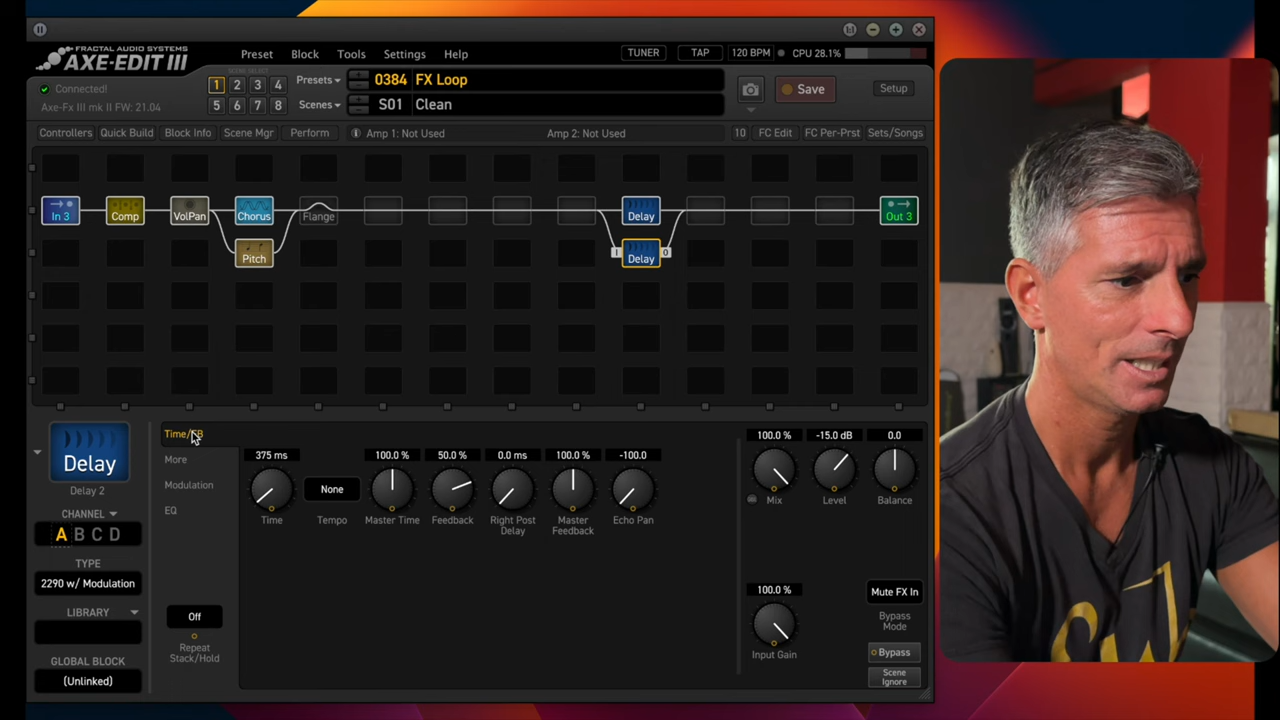 FRACTAL AUDIO SYSTEMS
AXE-EDIT III
Preset Block Tools Settings Help
TUNER TAP 120 BPM CPU 28.1%
Connected!
Axe-Fx III mk II FW: 21.04
SCENE SELECT
1 2 3 4
5 6 7 8
Presets 0384 FX Loop
Scenes S01 Clean
Save
Setup
Controllers Quick Build Block Info Scene Mgr Perform Amp 1: Not Used Amp 2: Not Used 10 FC Edit FC Per-Prst Sets/Songs
In 3 Comp VolPan Chorus Flange Delay Out 3
Pitch I Delay O
Delay
Delay 2
CHANNEL
A B C D
TYPE
2290 w/ Modulation
LIBRARY
GLOBAL BLOCK
(Unlinked)
Time/FB
More
Modulation
EQ
Off
Repeat
Stack/Hold
375 ms 100.0 % 50.0 % 0.0 ms 100.0 % -100.0
None
Time Tempo Master Time Feedback Right Post Delay Master Feedback Echo Pan
100.0 % -15.0 dB 0.0
Mix Level Balance
100.0 %
Input Gain
Mute FX In
Bypass
Mode
Bypass
Scene
Ignore